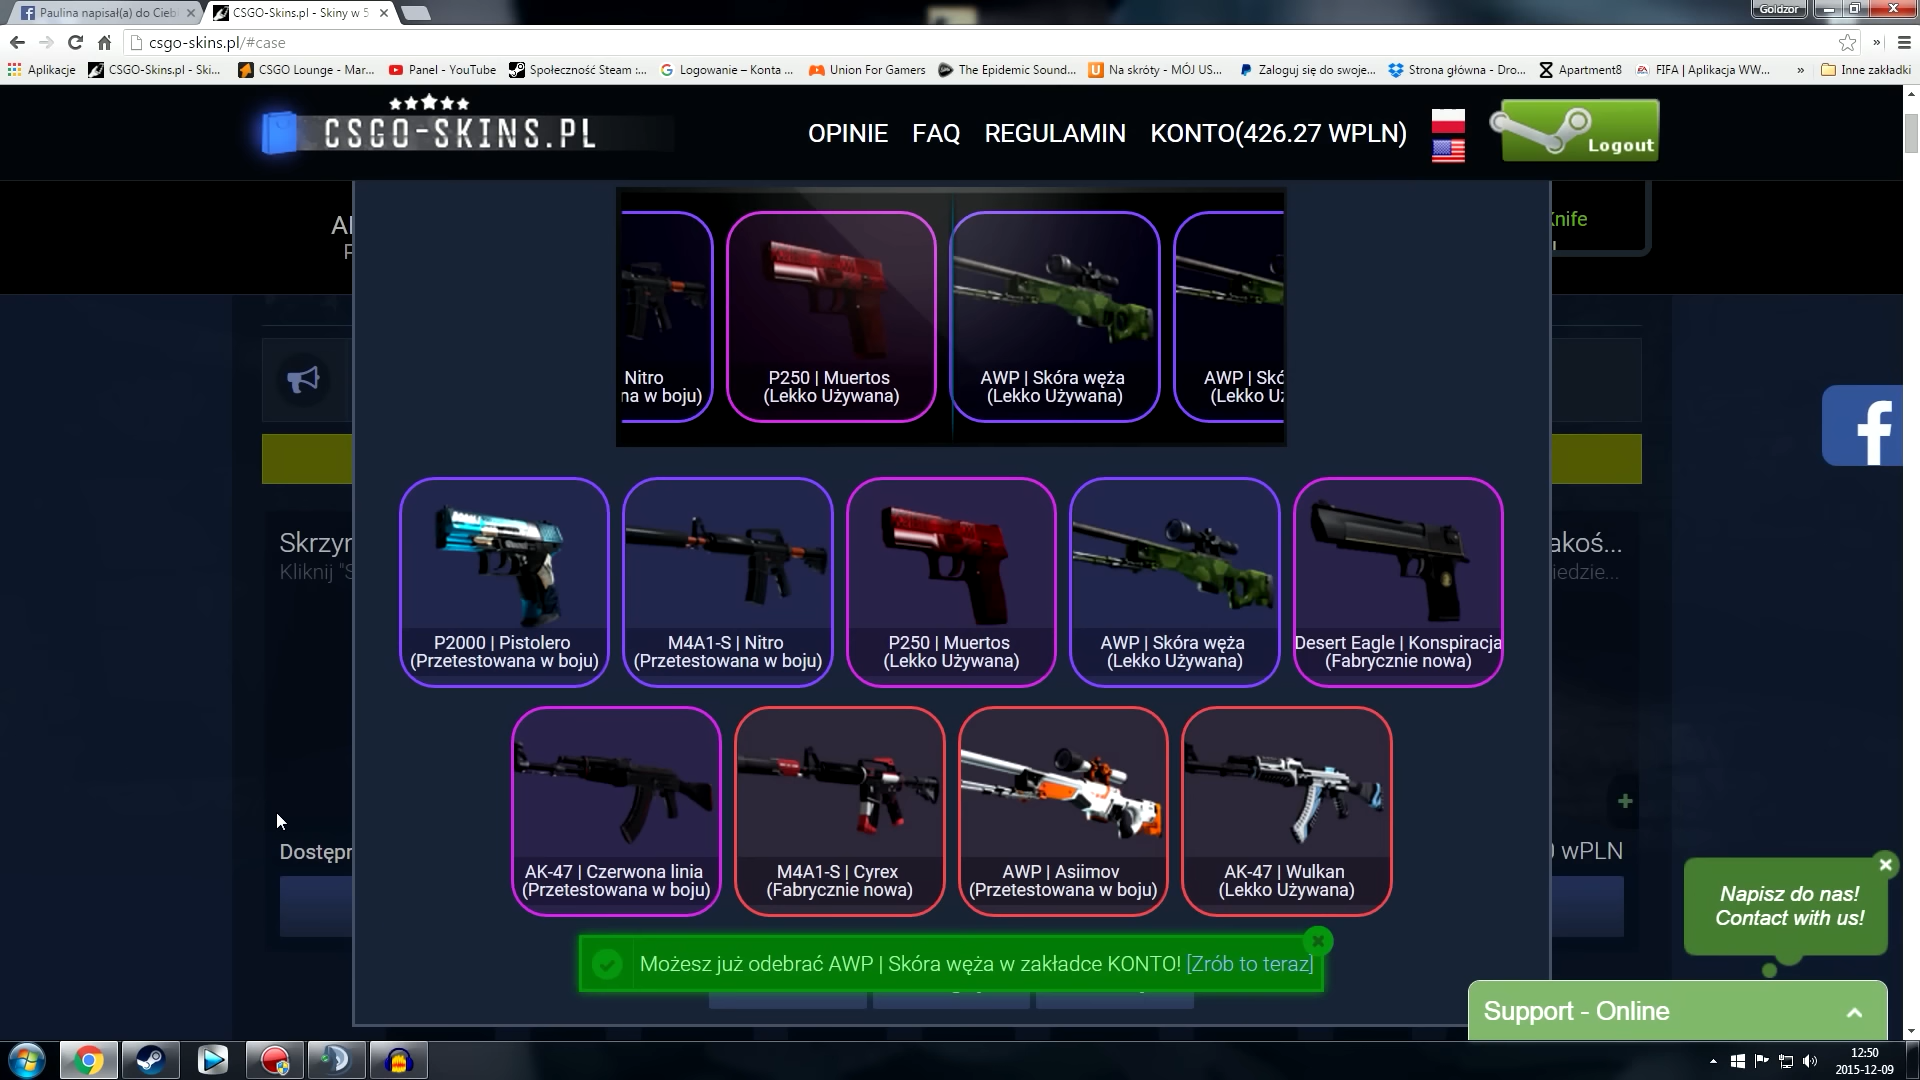 Paulina napisał(a) do Cieb
CSGO-Skins.pl - Skiny w 5
Goldzor
csgo-skins.pl/#case
Aplikacje
CSGO-Skins.pl - Ski...
CSGO Lounge - Mar...
Panel - YouTube
Społeczność Steam :...
Logowanie – Konta ...
Union For Gamers
The Epidemic Sound...
Na skróty - MÓJ US...
Zaloguj się do swoje...
Strona główna - Dro...
Apartment8
FIFA | Aplikacja WW...
»
Inne zakładki
CSGO-SKINS.PL
OPINIE
FAQ
REGULAMIN
KONTO(426.27 WPLN)
Logout
Knife
Nitro
na w boju)
P250 | Muertos
(Lekko Używana)
AWP | Skóra węża
(Lekko Używana)
AWP | Skó
(Lekko Uż
P2000 | Pistolero
(Przetestowana w boju)
M4A1-S | Nitro
(Przetestowana w boju)
P250 | Muertos
(Lekko Używana)
AWP | Skóra węża
(Lekko Używana)
Desert Eagle | Konspiracja
(Fabrycznie nowa)
Skrzyn
Kliknij "S
akoś...
iedzie...
AK-47 | Czerwona linia
(Przetestowana w boju)
M4A1-S | Cyrex
(Fabrycznie nowa)
AWP | Asiimov
(Przetestowana w boju)
AK-47 | Wulkan
(Lekko Używana)
Dostępn
wPLN
Możesz już odebrać AWP | Skóra węża w zakładce KONTO! [Zrób to teraz]
Napisz do nas!
Contact with us!
Support - Online
12:50
2015-12-09